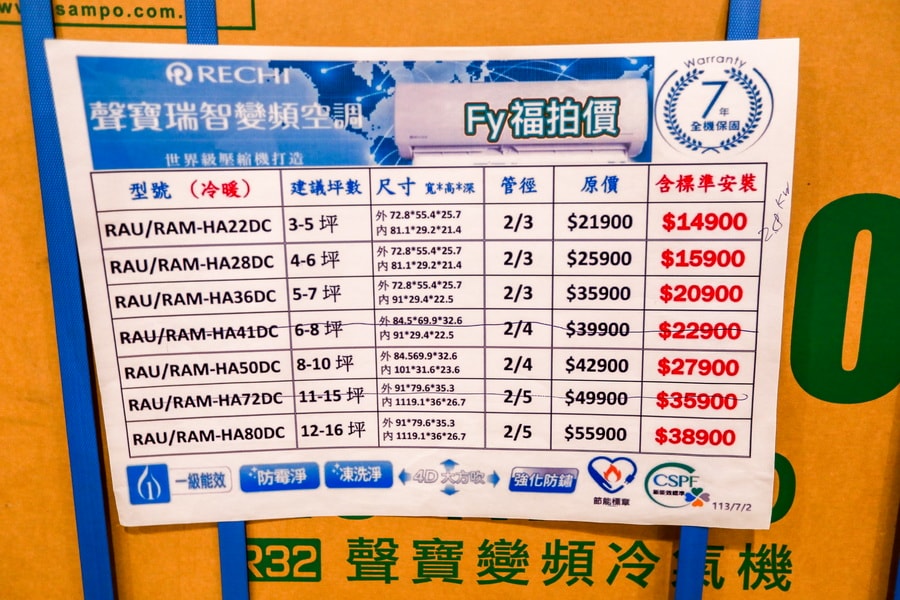 www.sampo.com
RECHI
聲寶瑞智變頻空調
世界級壓縮機打造
Fy福拍價
Warranty
7年
全機保固
型號（冷暖） 建議坪數 尺寸 寬*高*深 管徑 原價 含標準安裝
RAU/RAM-HA22DC 3-5 坪 外 72.8*55.4*25.7 內 81.1*29.2*21.4 2/3 $21900 $14900
RAU/RAM-HA28DC 4-6 坪 外 72.8*55.4*25.7 內 81.1*29.2*21.4 2/3 $25900 $15900
RAU/RAM-HA36DC 5-7 坪 外 72.8*55.4*25.7 內 91*29.4*22.5 2/3 $35900 $20900
RAU/RAM-HA41DC 6-8 坪 外 84.5*69.9*32.6 內 91*29.4*22.5 2/4 $39900 $22900
RAU/RAM-HA50DC 8-10 坪 外 84.569.9*32.6 內 101*31.6*23.6 2/4 $42900 $27900
RAU/RAM-HA72DC 11-15 坪 外 91*79.6*35.3 內 1119.1*36*26.7 2/5 $49900 $35900
RAU/RAM-HA80DC 12-16 坪 外 91*79.6*35.3 內 1119.1*36*26.7 2/5 $55900 $38900
1 一級能效 防霉淨 凍洗淨 4D 大方吹 強化防鏽 節能標章 CSPF 新能效標準 113/7/2
R32 聲寶變頻冷氣機